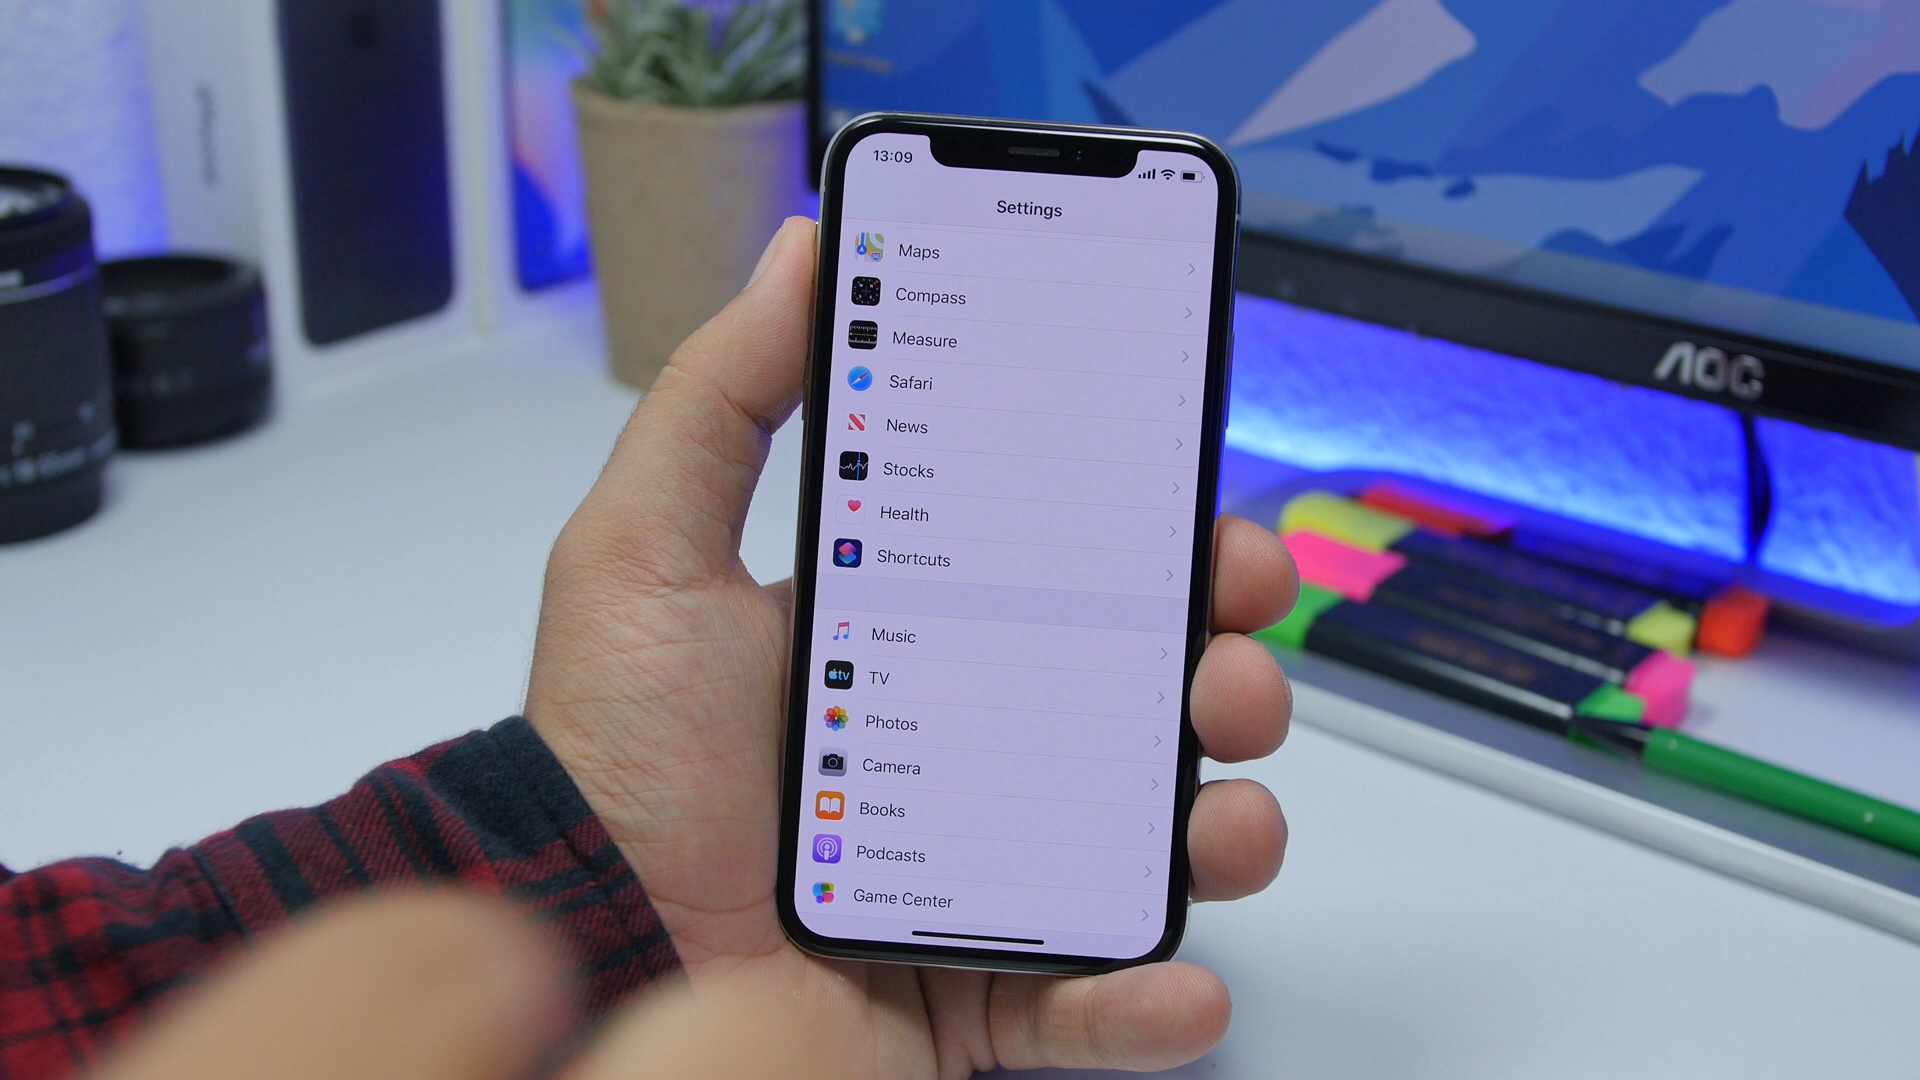 iPhone
13:09
Settings
Maps
Compass
Measure
Safari
News
Stocks
Health
Shortcuts
Music
tv
TV
Photos
Camera
Books
Podcasts
Game Center
AOC